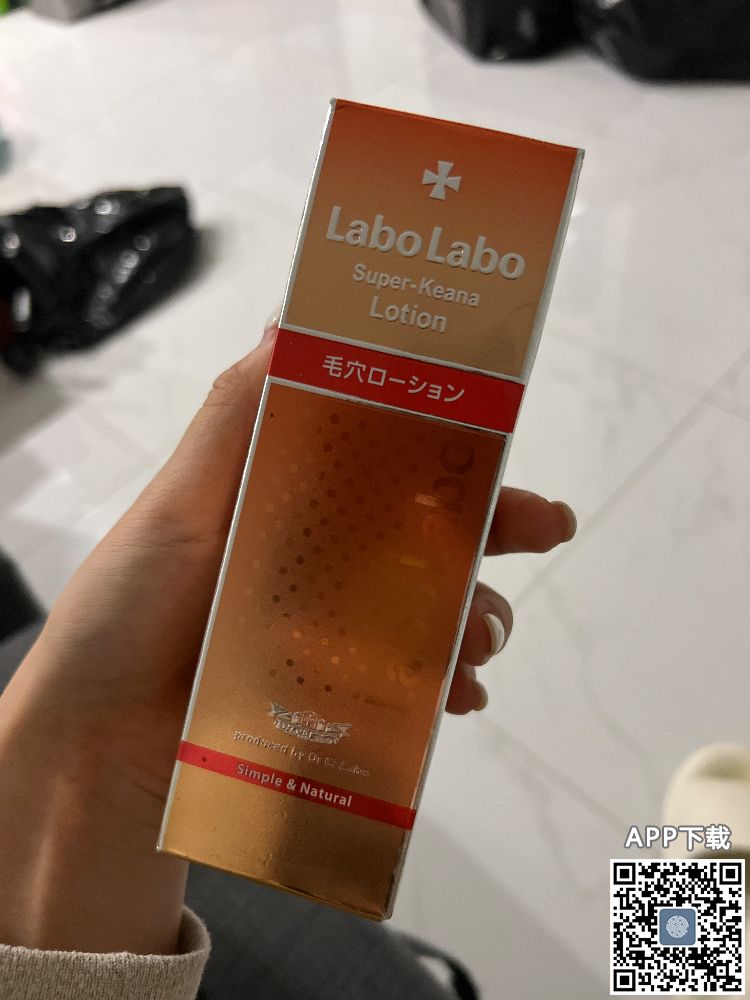 Labo Labo
Super-Keana
Lotion
毛穴ローション
produced by Dr.Ci:Labo
Simple & Natural
APP下载